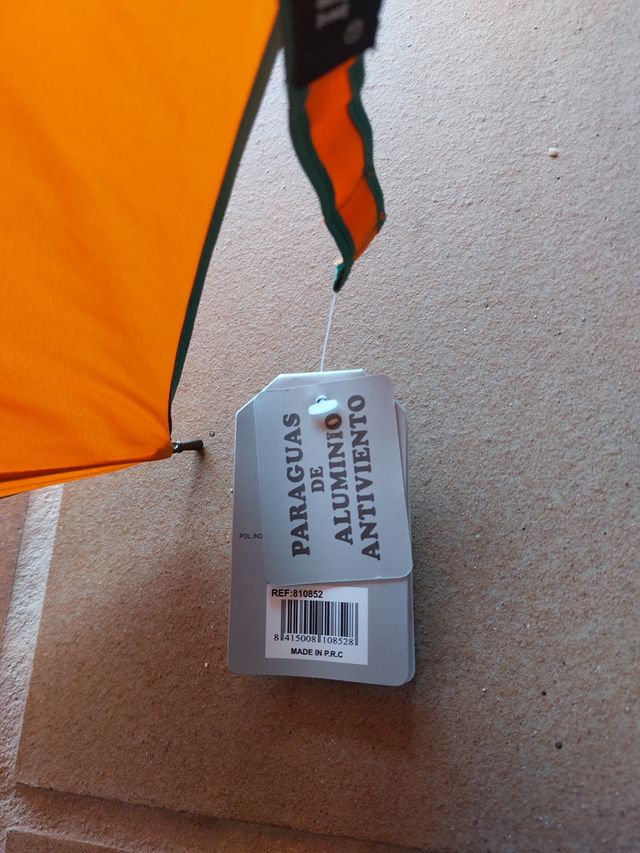 PARAGUAS
DE
ALUMINIO
ANTIVIENTO
POL.IND
REF:810852
8 415008 108528
MADE IN P.R.C